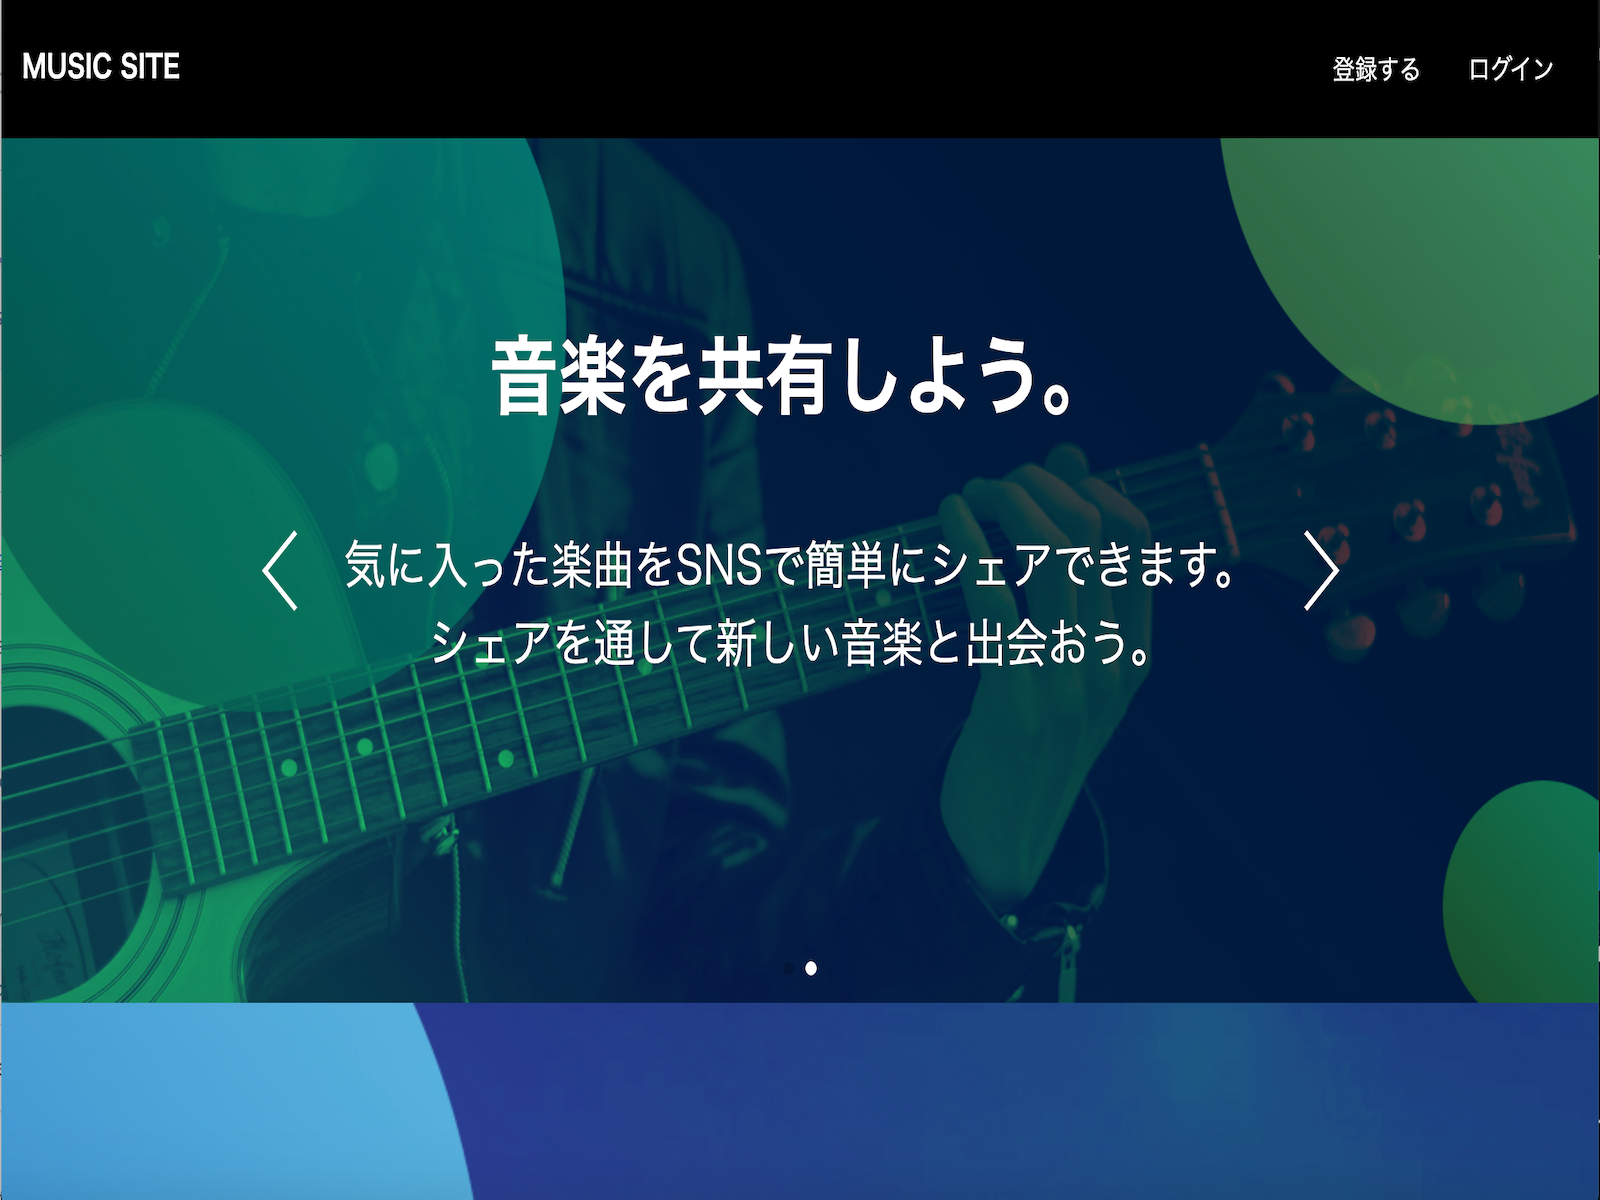 MUSIC SITE
登録する
ログイン
音楽を共有しよう。
気に入った楽曲をSNSで簡単にシェアできます。
シェアを通して新しい音楽と出会おう。